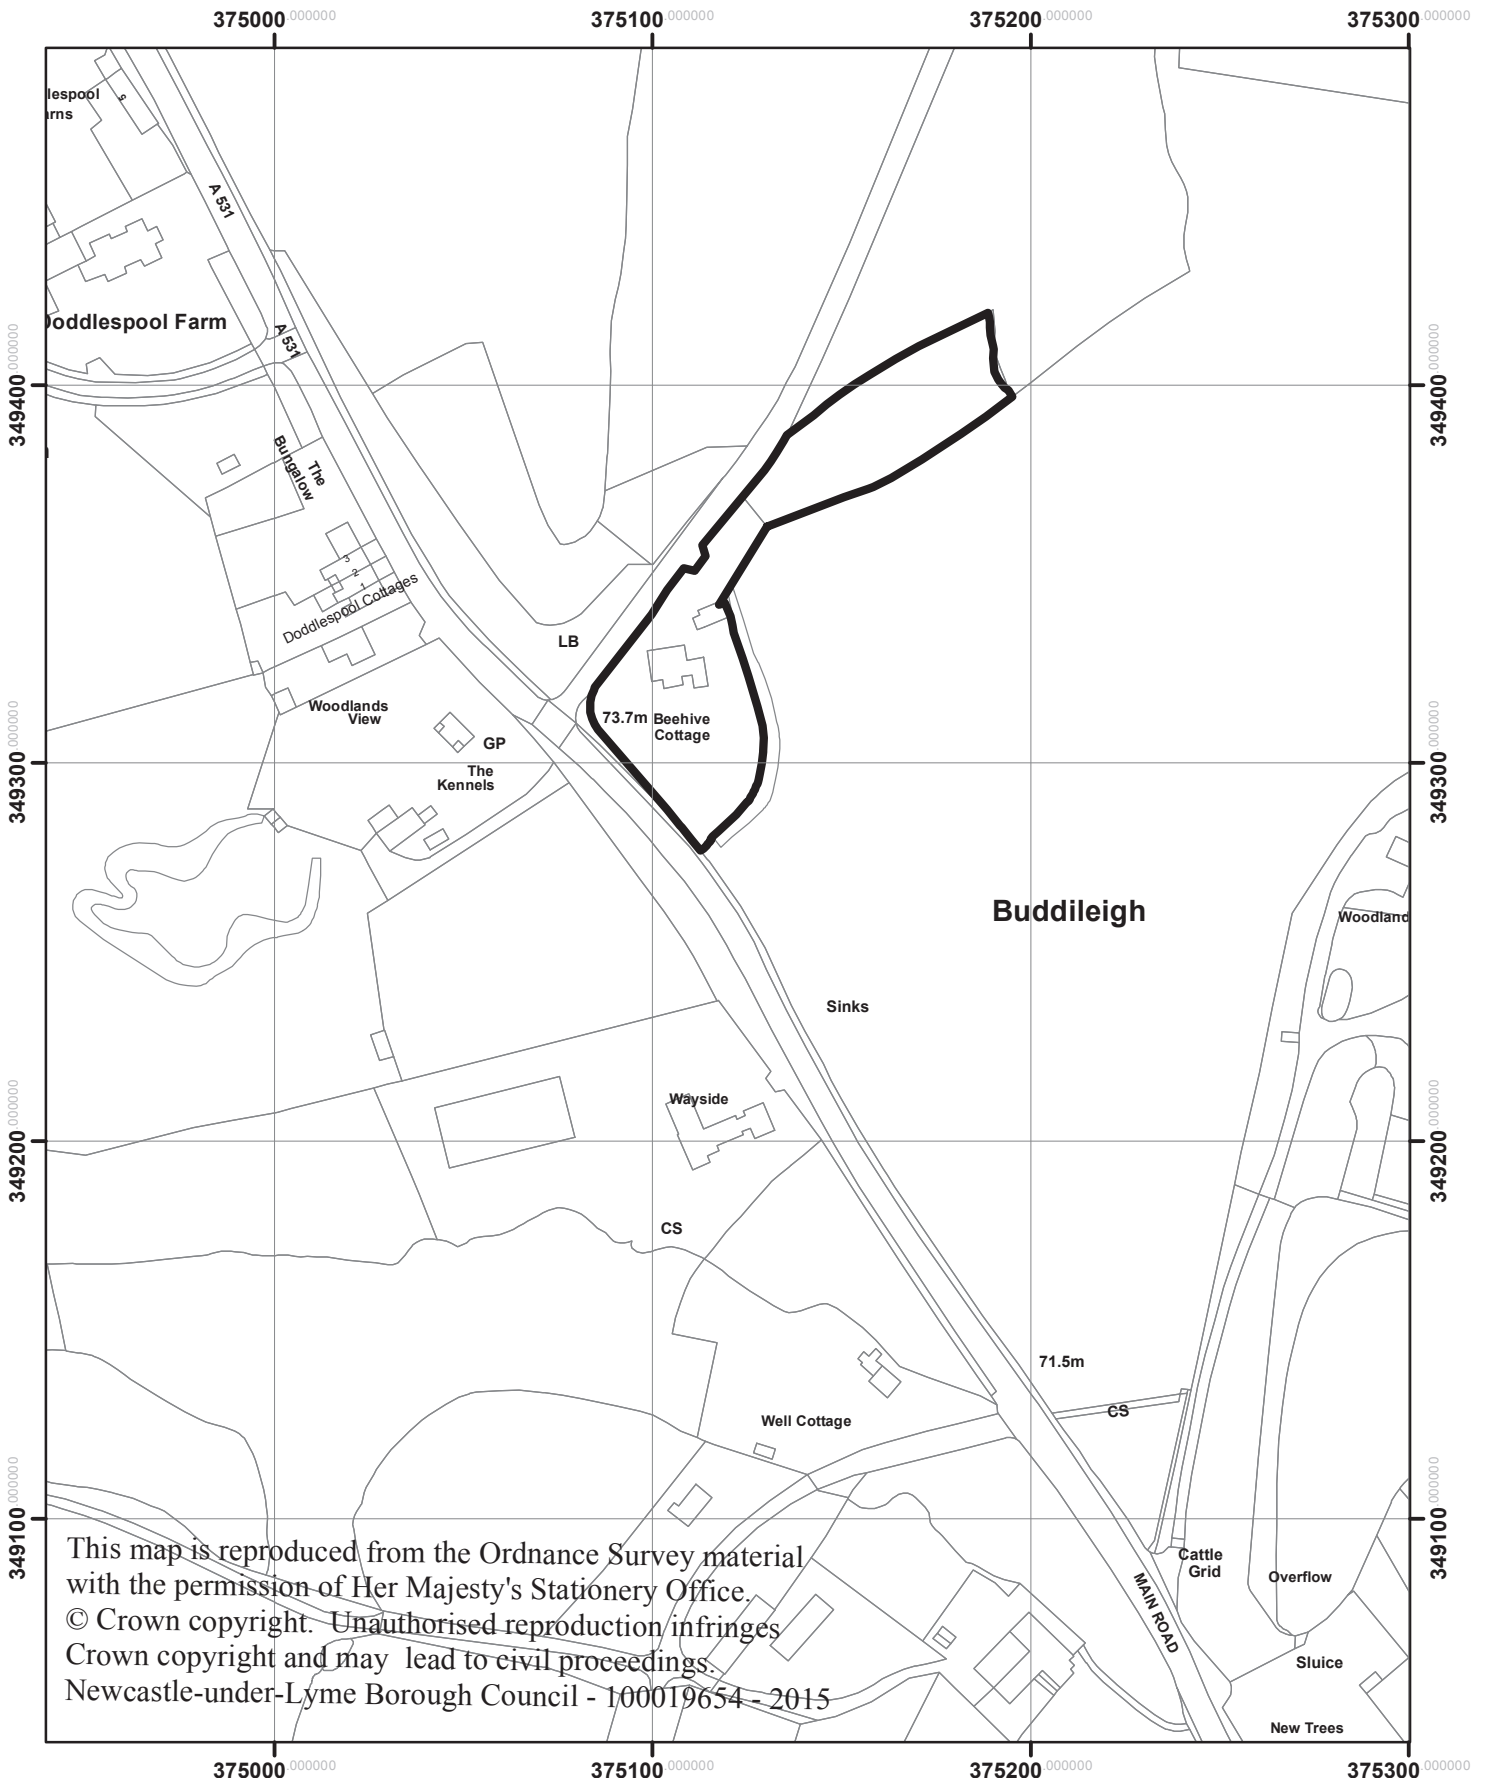 375000.000000
375100.000000
375200.000000
375300.000000
lespool
arns
5
A 531
Doddlespool Farm
A 531
349400.000000
349400.000000
The
Bungalow
3
2
1
Doddlespool Cottages
LB
Woodlands
View
GP
The
Kennels
73.7m
Beehive
Cottage
349300.000000
349300.000000
Buddileigh
Woodland
Sinks
Wayside
349200.000000
349200.000000
CS
71.5m
CS
Well Cottage
349100.000000
349100.000000
Cattle
Grid
Overflow
MAIN ROAD
Sluice
New Trees
This map is reproduced from the Ordnance Survey material
with the permission of Her Majesty's Stationery Office.
© Crown copyright. Unauthorised reproduction infringes
Crown copyright and may lead to civil proceedings.
Newcastle-under-Lyme Borough Council - 100019654 - 2015
375000.000000
375100.000000
375200.000000
375300.000000